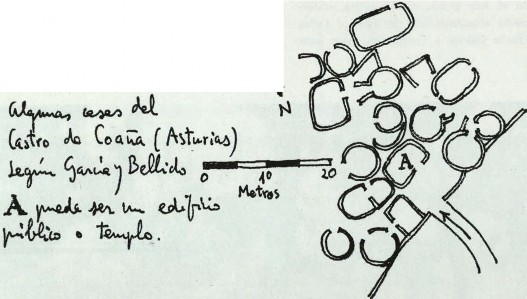 algunas casas del
Castro de Coaña (Asturias)
según García y Bellido
A puede ser un edificio
público o templo.
N
0 10 20
Metros
A